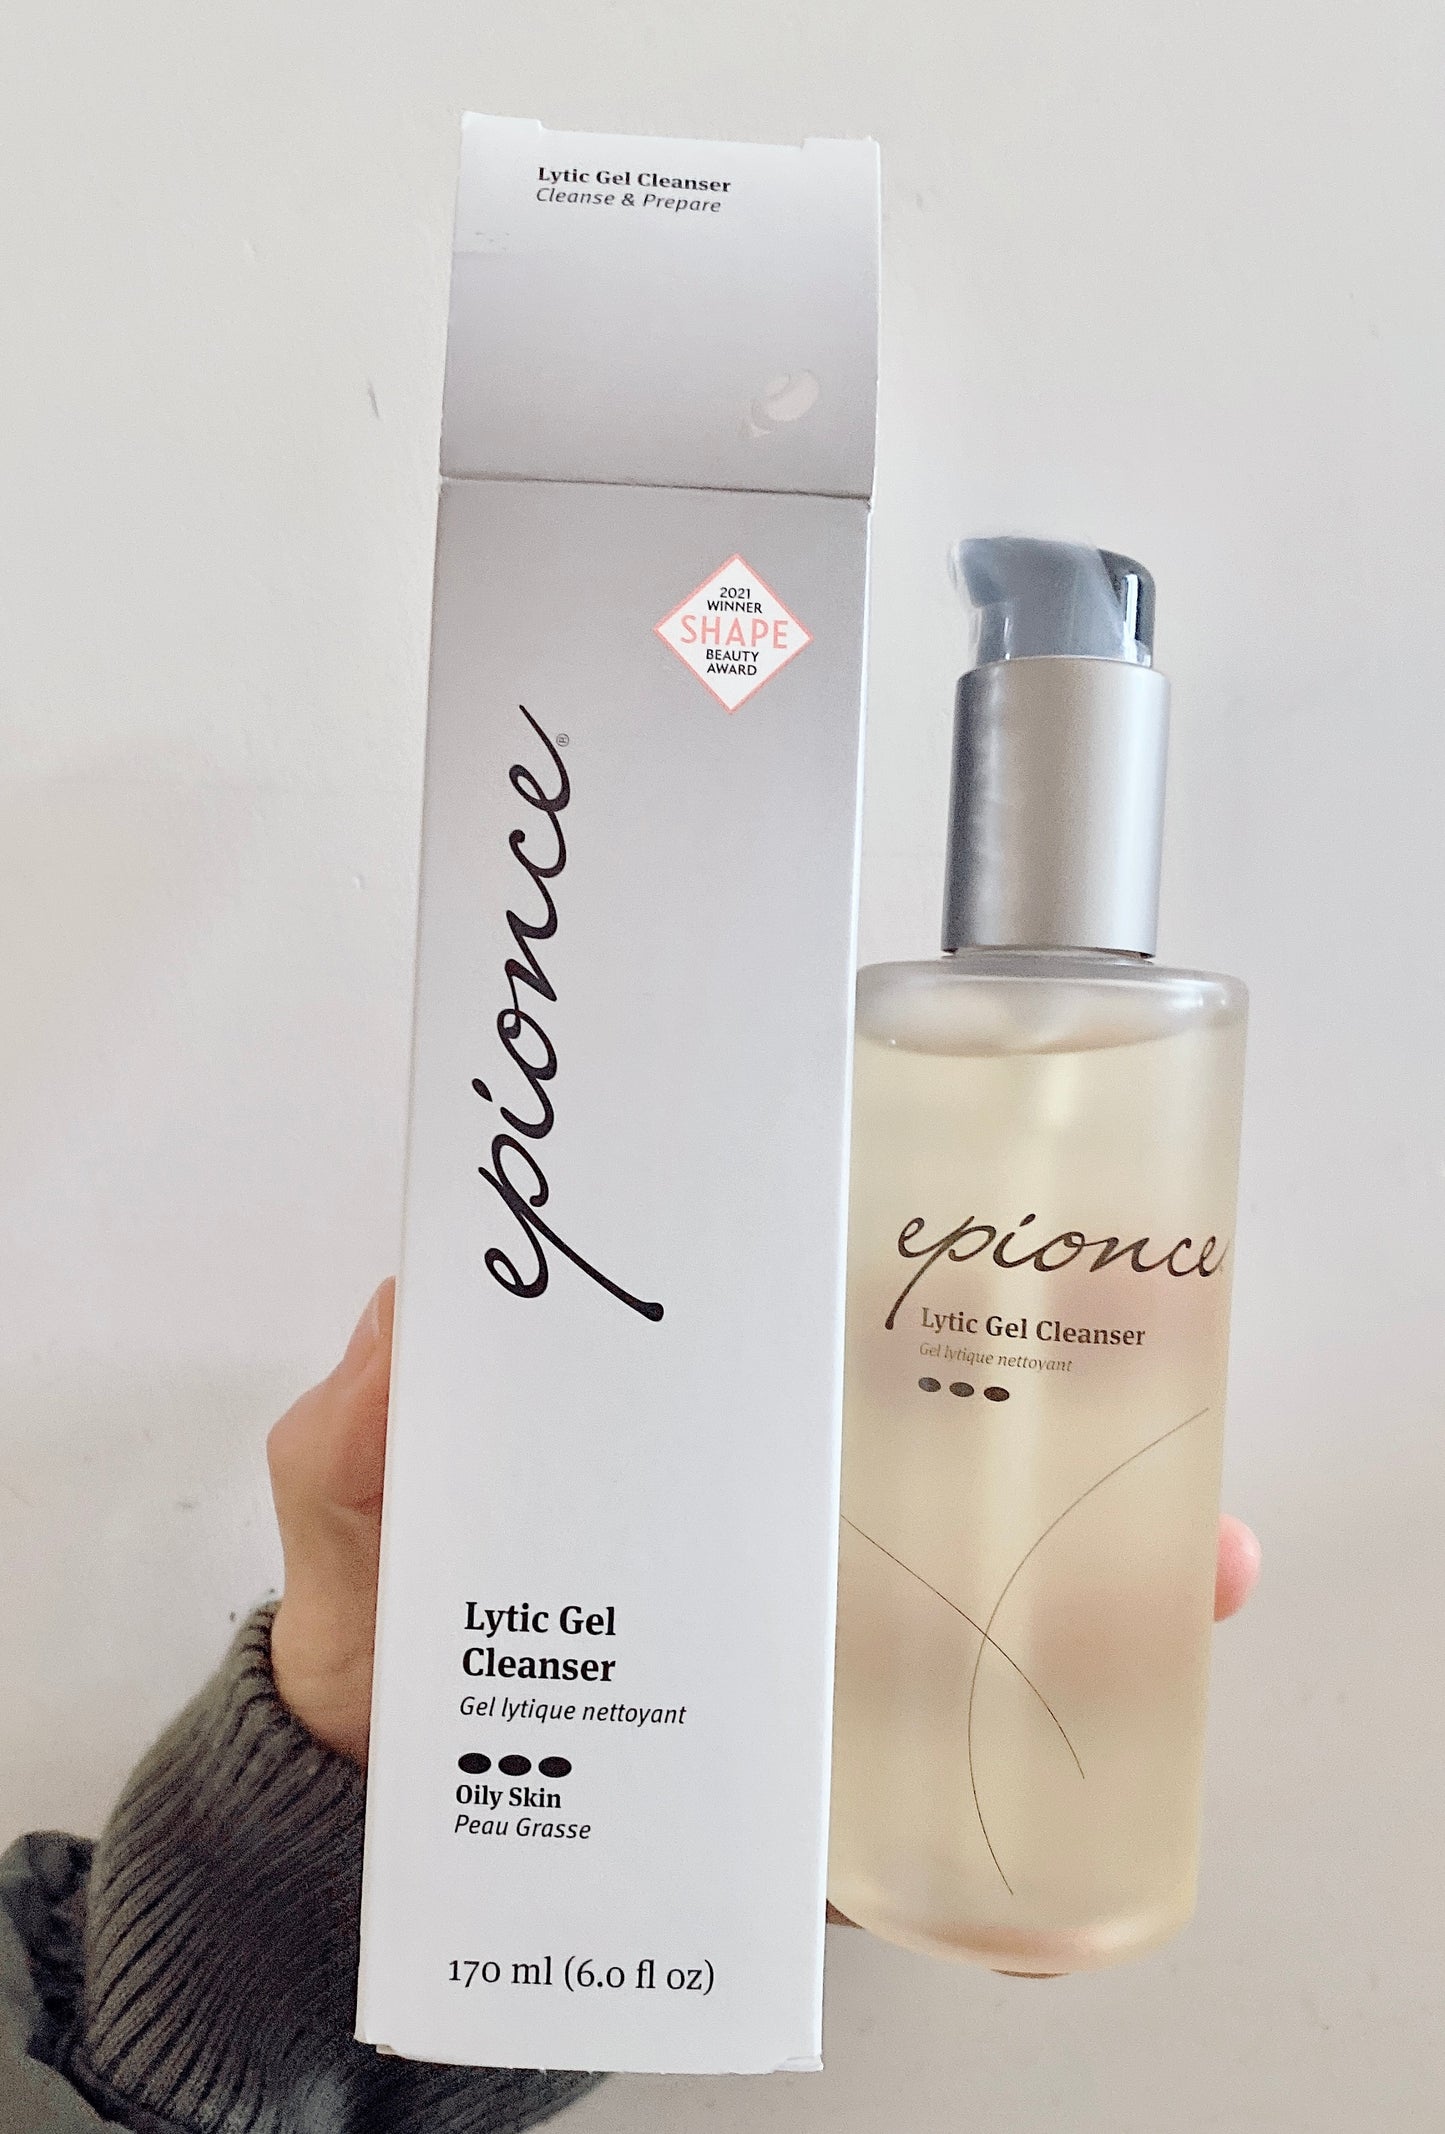 Lytic Gel Cleanser
Cleanse & Prepare
2021
WINNER
SHAPE
BEAUTY
AWARD
epionce®
Lytic Gel
Cleanser
Gel lytique nettoyant
Oily Skin
Peau Grasse
170 ml (6.0 fl oz)
epionce
Lytic Gel Cleanser
Gel lytique nettoyant